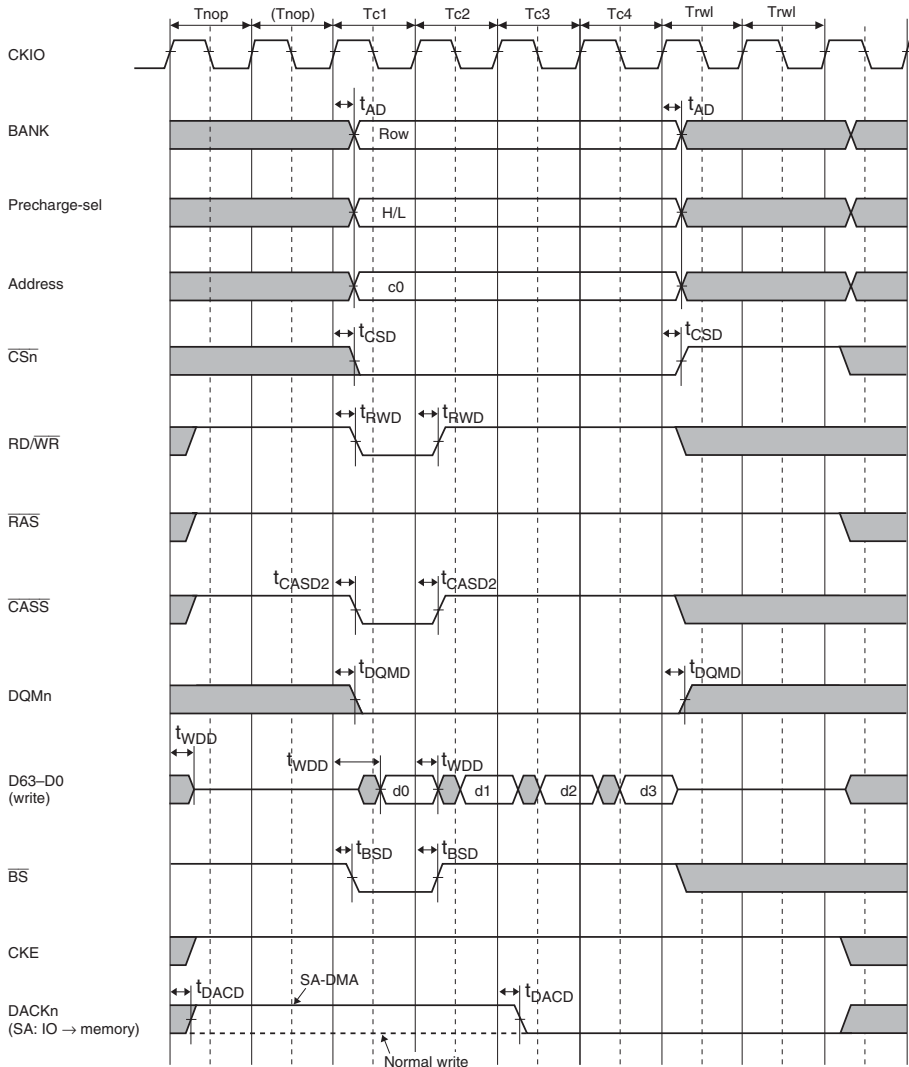 Tnop (Tnop) Tc1 Tc2 Tc3 Tc4 Trwl Trwl
CKIO
tAD tAD
BANK Row
Precharge-sel H/L
Address c0
tCSD tCSD
CSn
tRWD tRWD
RD/WR
RAS
tCASD2 tCASD2
CASS
tDQMD tDQMD
DQMn
tWDD tWDD tWDD
D63–D0
(write)
d0 d1 d2 d3
tBSD tBSD
BS
CKE
tDACD SA-DMA tDACD
DACKn
(SA: IO → memory)
Normal write